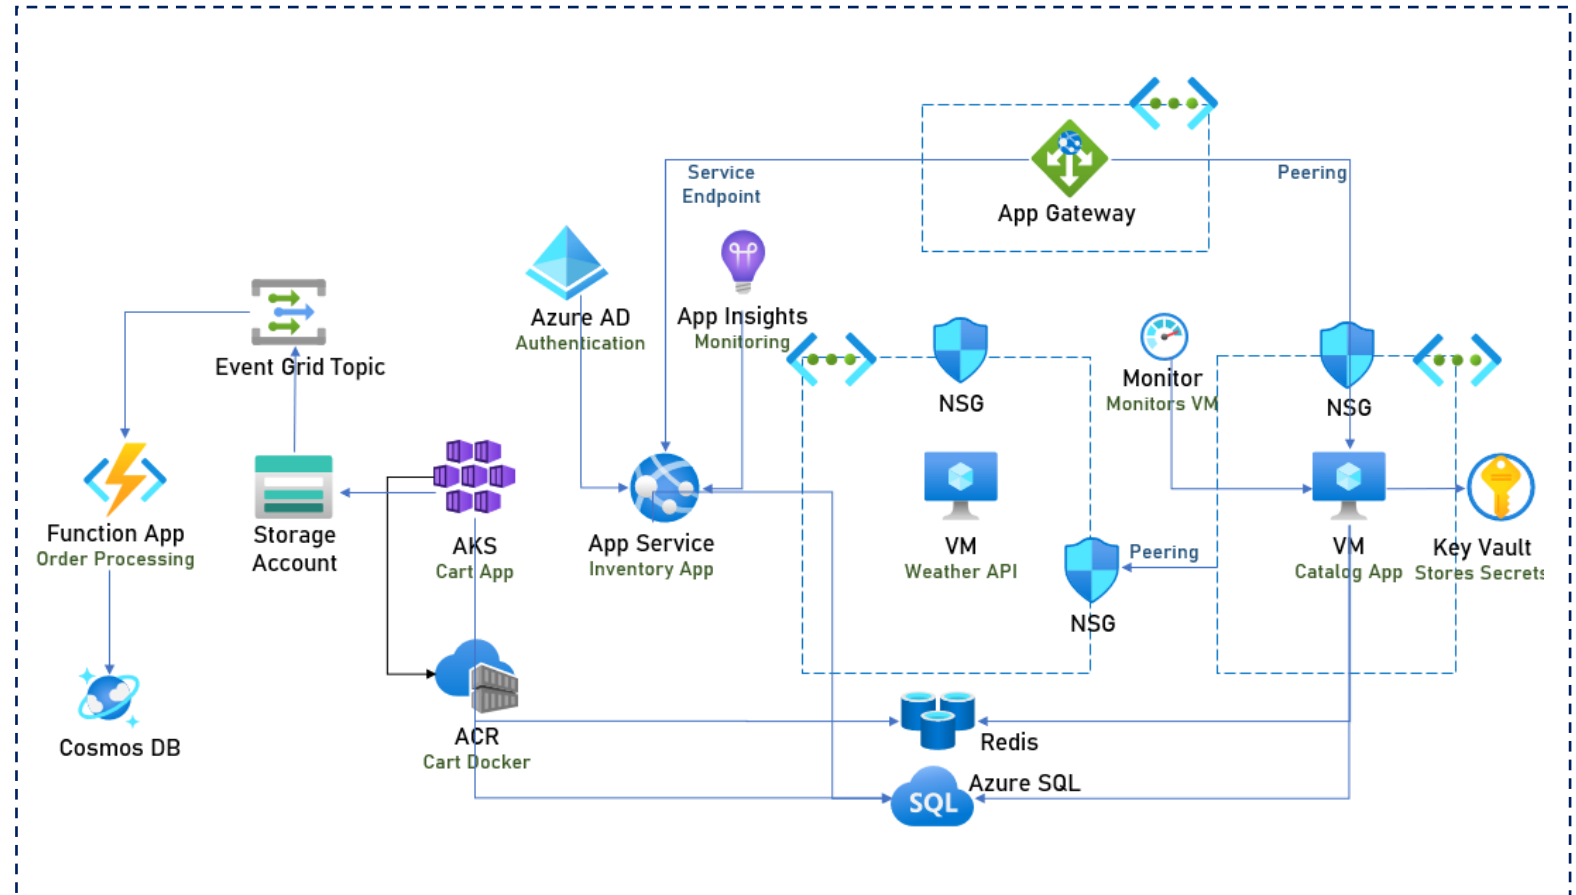 Service
Endpoint
Peering
App Gateway
Azure AD
Authentication
App Insights
Monitoring
Event Grid Topic
NSG
Monitor
Monitors VM
NSG
Function App
Order Processing
Storage
Account
AKS
Cart App
App Service
Inventory App
VM
Weather API
Peering
NSG
VM
Catalog App
Key Vault
Stores Secrets
Cosmos DB
ACR
Cart Docker
Redis
Azure SQL
SQL